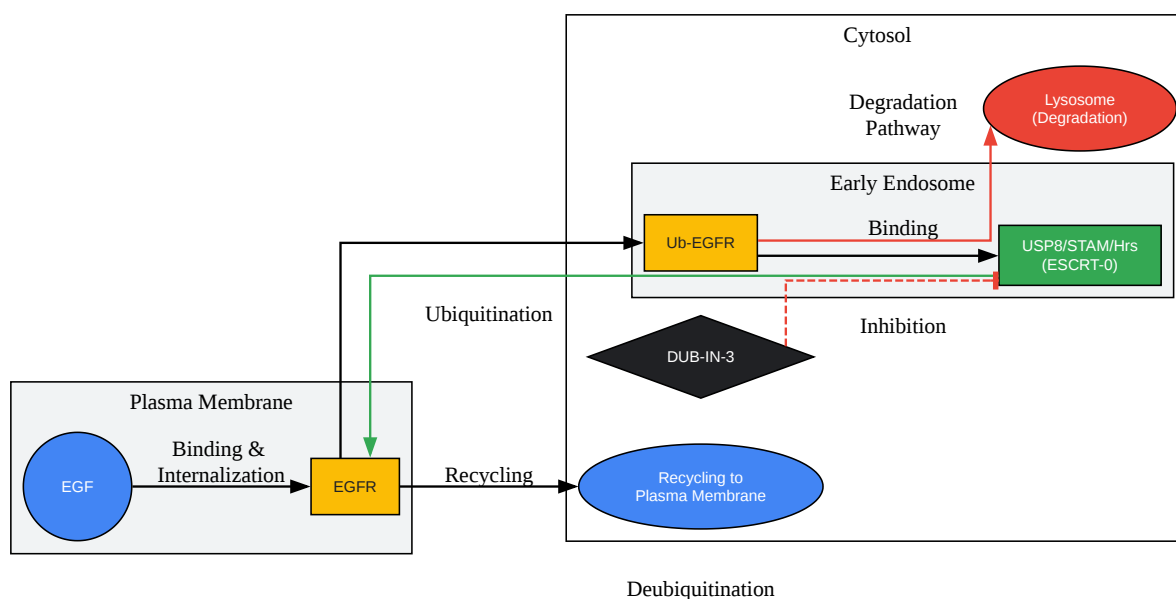 Cytosol
Degradation
Pathway
Lysosome
(Degradation)
Early Endosome
Ub-EGFR
Binding
USP8/STAM/Hrs
(ESCRT-0)
Ubiquitination
Inhibition
DUB-IN-3
Plasma Membrane
EGF
Binding &
Internalization
EGFR
Recycling
Recycling to
Plasma Membrane
Deubiquitination